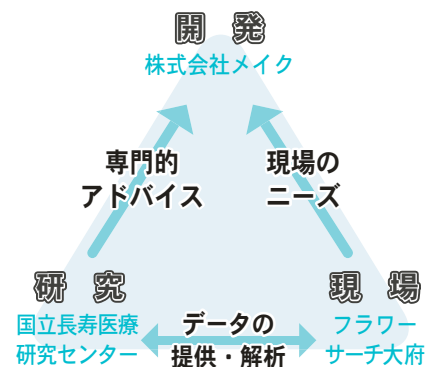 開 発
株式会社メイク
専門的
アドバイス
現場の
ニーズ
研 究
国立長寿医療
研究センター
データの
提供・解析
現 場
フラワー
サーチ大府